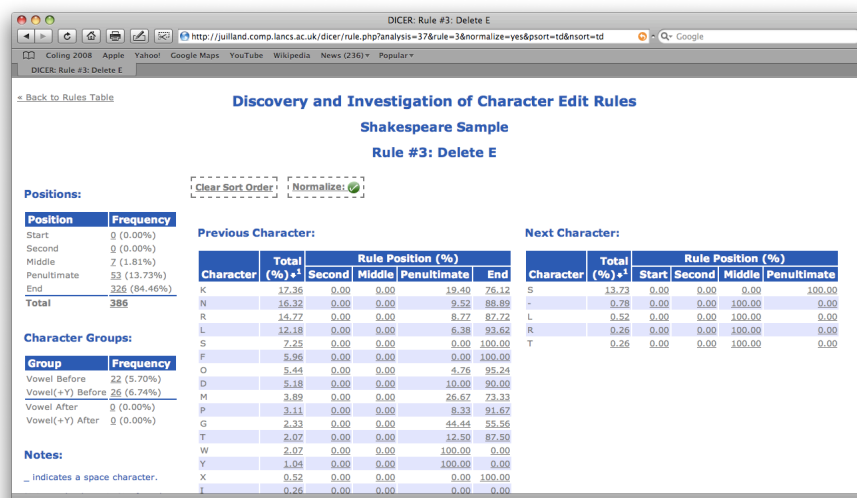 DICER: Rule #3: Delete E
http://juilland.comp.lancs.ac.uk/dicer/rule.php?analysis=37&rule=3&normalize=yes&psort=td&nsort=td
Google
Coling 2008 Apple Yahoo! Google Maps YouTube Wikipedia News (236) Popular
DICER: Rule #3: Delete E
« Back to Rules Table
Discovery and Investigation of Character Edit Rules
Shakespeare Sample
Rule #3: Delete E
Clear Sort Order Normalize:
Positions:
Position Frequency
Start 0 (0.00%)
Second 0 (0.00%)
Middle 7 (1.81%)
Penultimate 53 (13.73%)
End 326 (84.46%)
Total 386
Character Groups:
Group Frequency
Vowel Before 22 (5.70%)
Vowel(+Y) Before 26 (6.74%)
Vowel After 0 (0.00%)
Vowel(+Y) After 0 (0.00%)
Notes:
_ indicates a space character.
Previous Character:
Character Total (%)♦1 Rule Position (%)
Second Middle Penultimate End
K 17.36 0.00 0.00 19.40 76.12
N 16.32 0.00 0.00 9.52 88.89
R 14.77 0.00 0.00 8.77 87.72
L 12.18 0.00 0.00 6.38 93.62
S 7.25 0.00 0.00 0.00 100.00
F 5.96 0.00 0.00 0.00 100.00
O 5.44 0.00 0.00 4.76 95.24
D 5.18 0.00 0.00 10.00 90.00
M 3.89 0.00 0.00 26.67 73.33
P 3.11 0.00 0.00 8.33 91.67
G 2.33 0.00 0.00 44.44 55.56
T 2.07 0.00 0.00 12.50 87.50
W 2.07 0.00 0.00 100.00 0.00
Y 1.04 0.00 0.00 100.00 0.00
X 0.52 0.00 0.00 0.00 100.00
I 0.26 0.00 0.00 0.00 0.00
Next Character:
Character Total (%)♦1 Rule Position (%)
Start Second Middle Penultimate
S 13.73 0.00 0.00 0.00 100.00
- 0.78 0.00 0.00 100.00 0.00
L 0.52 0.00 0.00 100.00 0.00
R 0.26 0.00 0.00 100.00 0.00
T 0.26 0.00 0.00 100.00 0.00